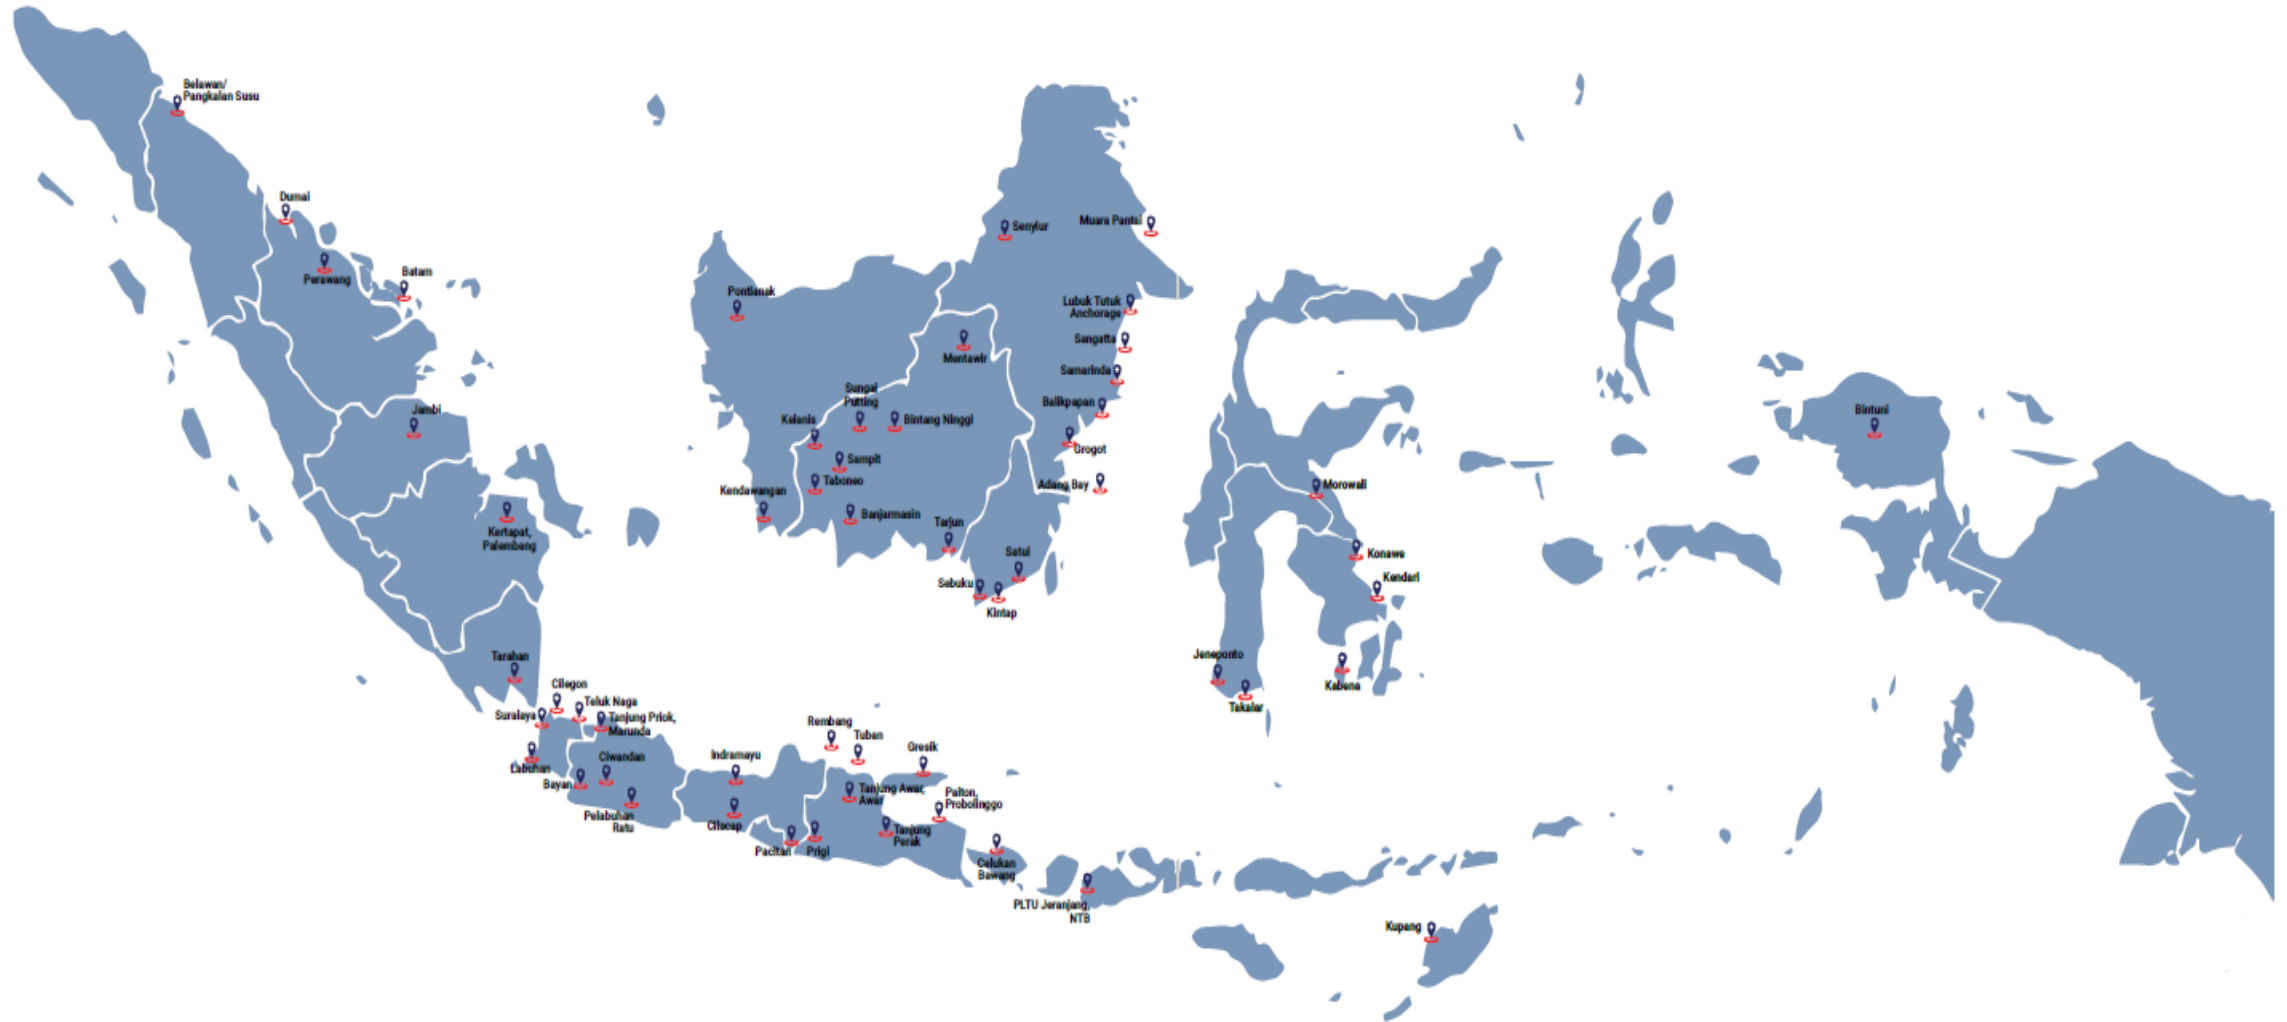 Belawan/
Pangkalan Susu
Dumai
Perawang
Batam
Jambi
Kertapat,
Palembang
Tarahan
Cilegon
Teluk Naga
Suralaya
Tanjung Priok,
Marunda
Labuhan
Ciwandan
Bayan
Pelabuhan
Ratu
Indramayu
Cilacap
Rembang
Tuban
Gresik
Tanjung Awar,
Awar
Paiton,
Probolinggo
Tanjung
Perak
Pacitan
Prigi
Celukan
Bawang
PLTU Jeranjang,
NTB
Kupang
Pontianak
Senyiur
Muara Pantai
Lubuk Tutuk
Anchorage
Sangatta
Mentawir
Samarinda
Sungai
Putting
Balikpapan
Kelanis
Bintang Ninggi
Grogot
Sampit
Taboneo
Adang Bay
Kendawangan
Banjarmasin
Tarjun
Satui
Sebuku
Kintap
Morowali
Konawe
Kendari
Jeneponto
Takalar
Kabena
Bintuni